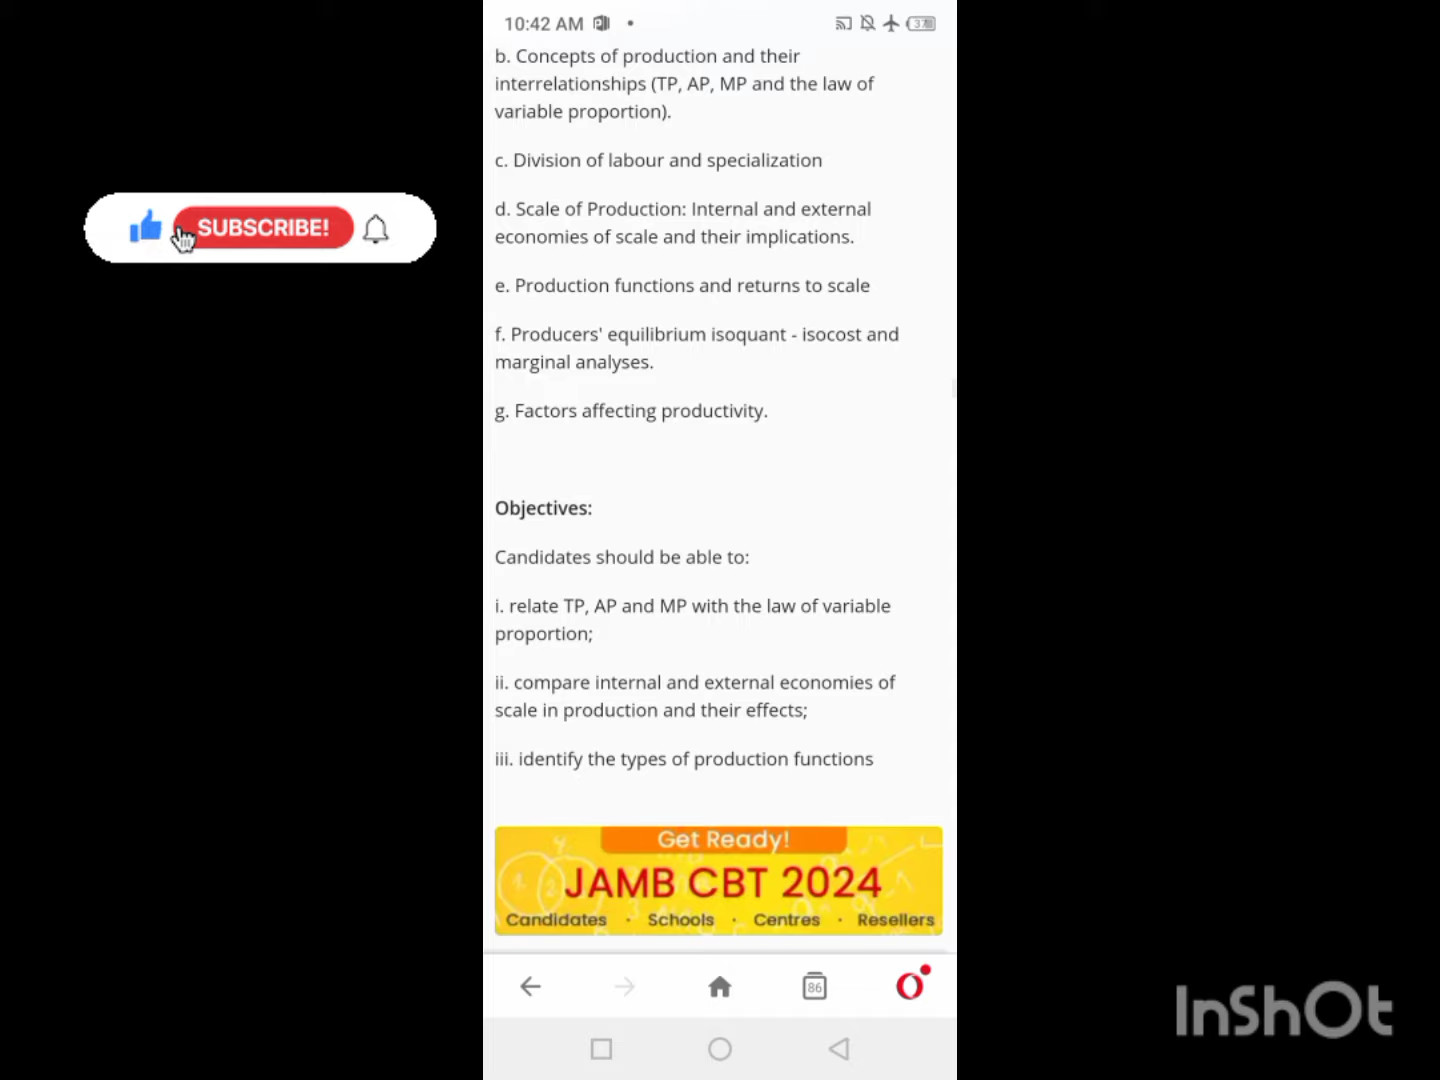 10:42 AM
37
b. Concepts of production and their
interrelationships (TP, AP, MP and the law of
variable proportion).
c. Division of labour and specialization
SUBSCRIBE!
d. Scale of Production: Internal and external
economies of scale and their implications.
e. Production functions and returns to scale
f. Producers' equilibrium isoquant - isocost and
marginal analyses.
g. Factors affecting productivity.
Objectives:
Candidates should be able to:
i. relate TP, AP and MP with the law of variable
proportion;
ii. compare internal and external economies of
scale in production and their effects;
iii. identify the types of production functions
Get Ready!
JAMB CBT 2024
Candidates · Schools · Centres · Resellers
86
InShOt